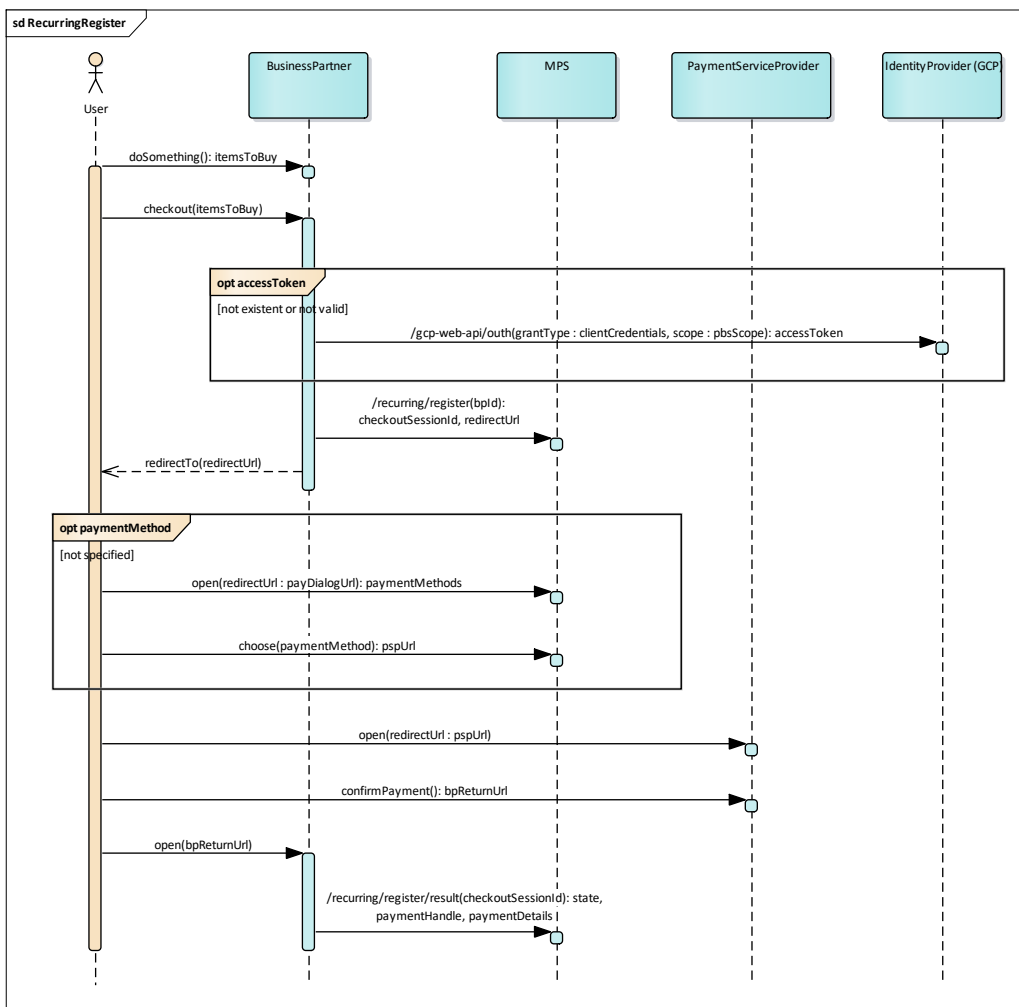 sd RecurringRegister
User
BusinessPartner
MPS
PaymentServiceProvider
IdentityProvider (GCP)
doSomething(): itemsToBuy
checkout(itemsToBuy)
opt accessToken
[not existent or not valid]
/gcp-web-api/outh(grantType : clientCredentials, scope : pbsScope): accessToken
/recurring/register(bpId):
checkoutSessionId, redirectUrl
redirectTo(redirectUrl)
opt paymentMethod
[not specified]
open(redirectUrl : payDialogUrl): paymentMethods
choose(paymentMethod): pspUrl
open(redirectUrl : pspUrl)
confirmPayment(): bpReturnUrl
open(bpReturnUrl)
/recurring/register/result(checkoutSessionId): state,
paymentHandle, paymentDetails